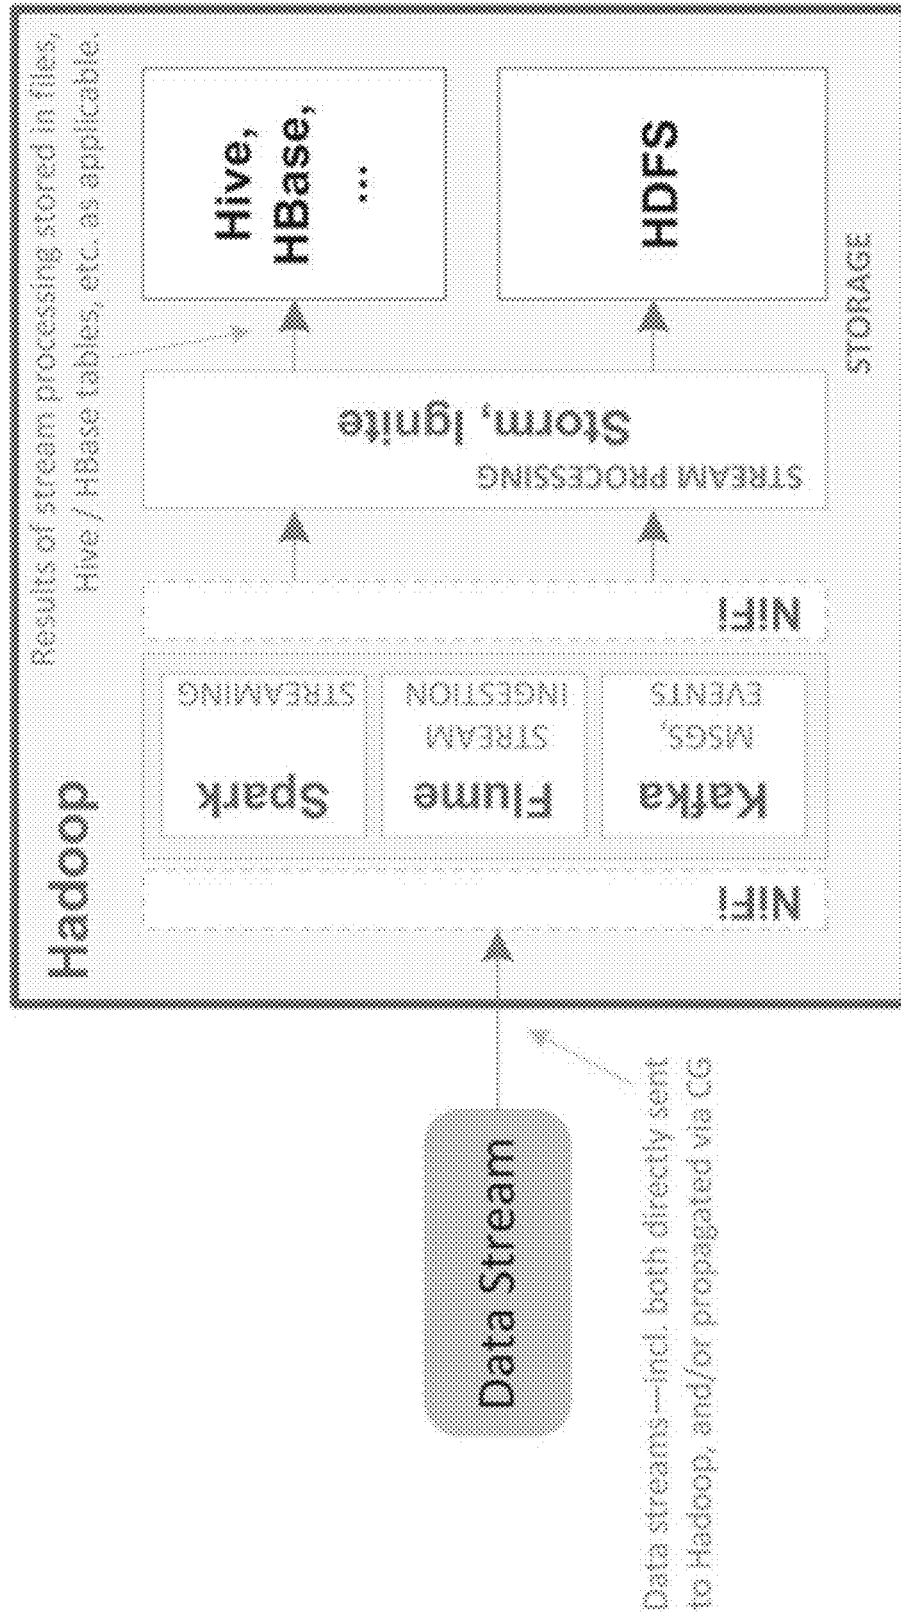 Hadoop
Results of stream processing stored in files,
Hive / HBase tables, etc. as applicable.
Data Stream
Data streams—incl. both directly sent
to Hadoop, and/or propagated via CG
NiFi
Spark
STREAMING
Flume
STREAM
INGESTION
Kafka
MSGS,
EVENTS
NiFi
STREAM PROCESSING
Storm, Ignite
Hive,
HBase,
...
HDFS
STORAGE